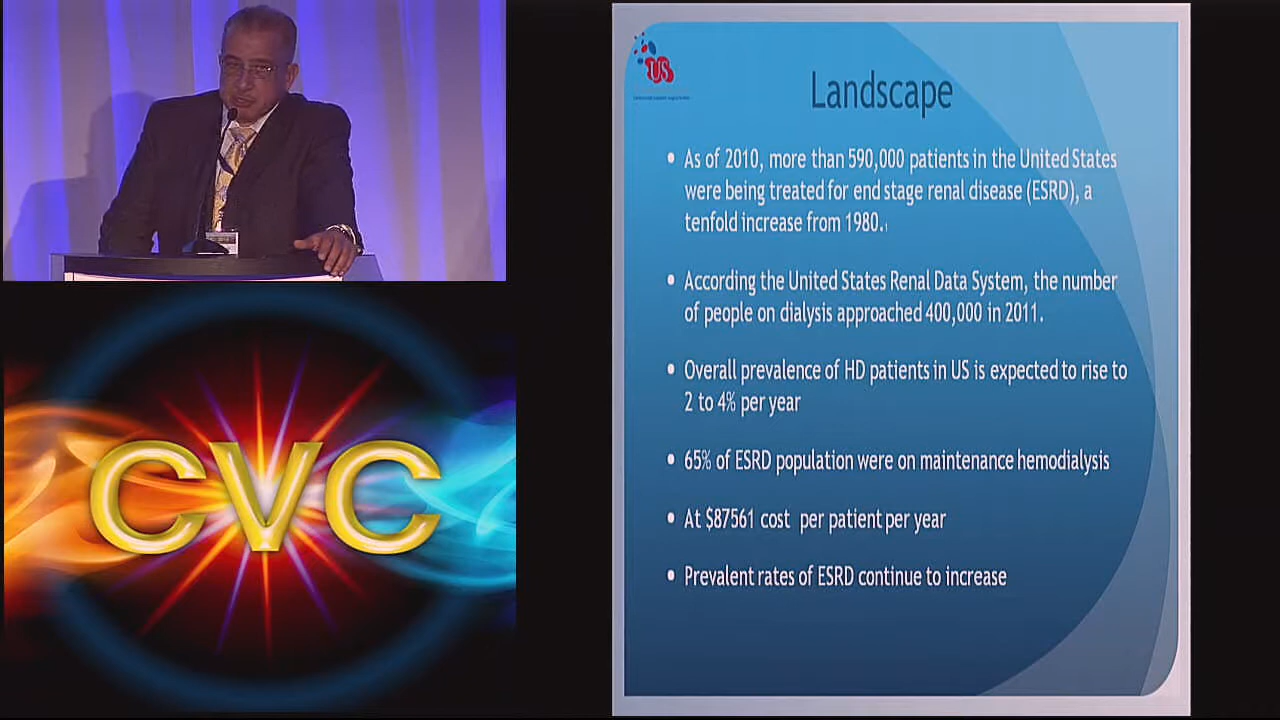 US
Landscape
• As of 2010, more than 590,000 patients in the United States
were being treated for end stage renal disease (ESRD), a
tenfold increase from 1980.
• According the United States Renal Data System, the number
of people on dialysis approached 400,000 in 2011.
• Overall prevalence of HD patients in US is expected to rise to
2 to 4% per year
• 65% of ESRD population were on maintenance hemodialysis
• At $87561 cost per patient per year
• Prevalent rates of ESRD continue to increase
CVC